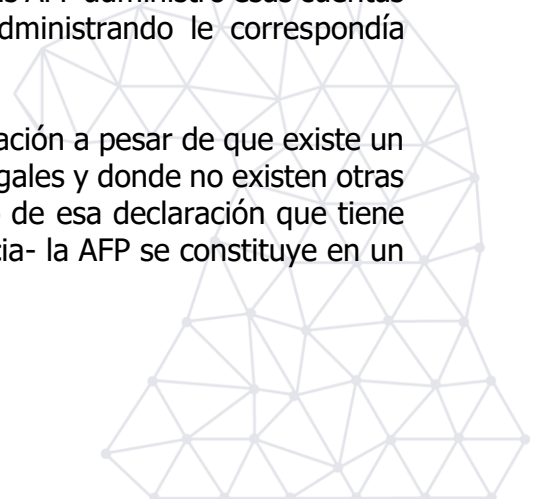 AFP administró esas cuentas
dministrando le correspondía
ación a pesar de que existe un
gales y donde no existen otras
de esa declaración que tiene
cia- la AFP se constituye en un